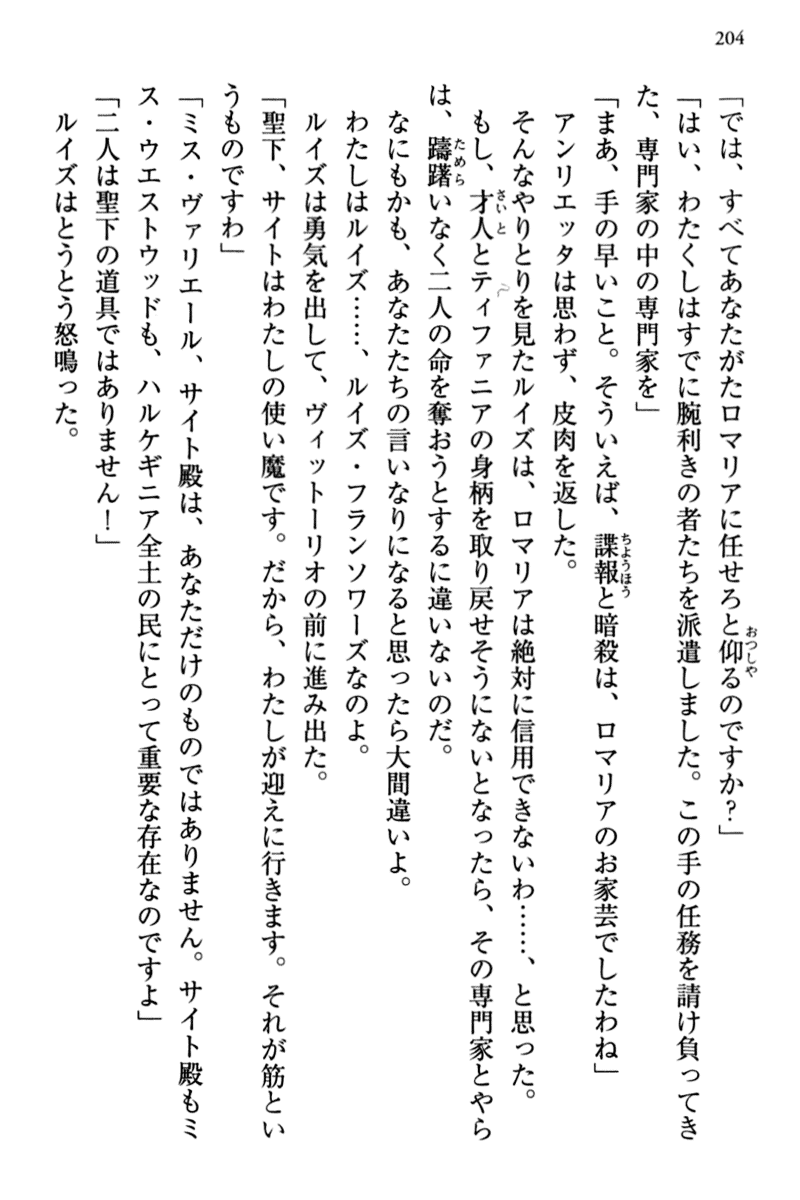 204
「では、すべてあなたがたロマリアに任せろと仰るのですか？」
「はい、わたくしはすでに腕利きの者たちを派遣しました。この手の任務を請け負ってき
た、専門家の中の専門家を」
「まあ、手の早いこと。そういえば、諜報と暗殺は、ロマリアのお家芸でしたわね」
アンリエッタは思わず、皮肉を返した。
そんなやりとりを見たルイズは、ロマリアは絶対に信用できないわ……、と思った。
もし、才人とティファニアの身柄を取り戻せそうにないとなったら、その専門家とやら
は、躊躇いなく二人の命を奪おうとするに違いないのだ。
なにもかも、あなたたちの言いなりになると思ったら大間違いよ。
わたしはルイズ……、ルイズ・フランソワーズなのよ。
ルイズは勇気を出して、ヴィットーリオの前に進み出た。
「聖下、サイトはわたしの使い魔です。だから、わたしが迎えに行きます。それが筋とい
うものですわ」
「ミス・ヴァリエール、サイト殿は、あなただけのものではありません。サイト殿もミ
ス・ウエストウッドも、ハルケギニア全土の民にとって重要な存在なのですよ」
「二人は聖下の道具ではありません！」
ルイズはとうとう怒鳴った。